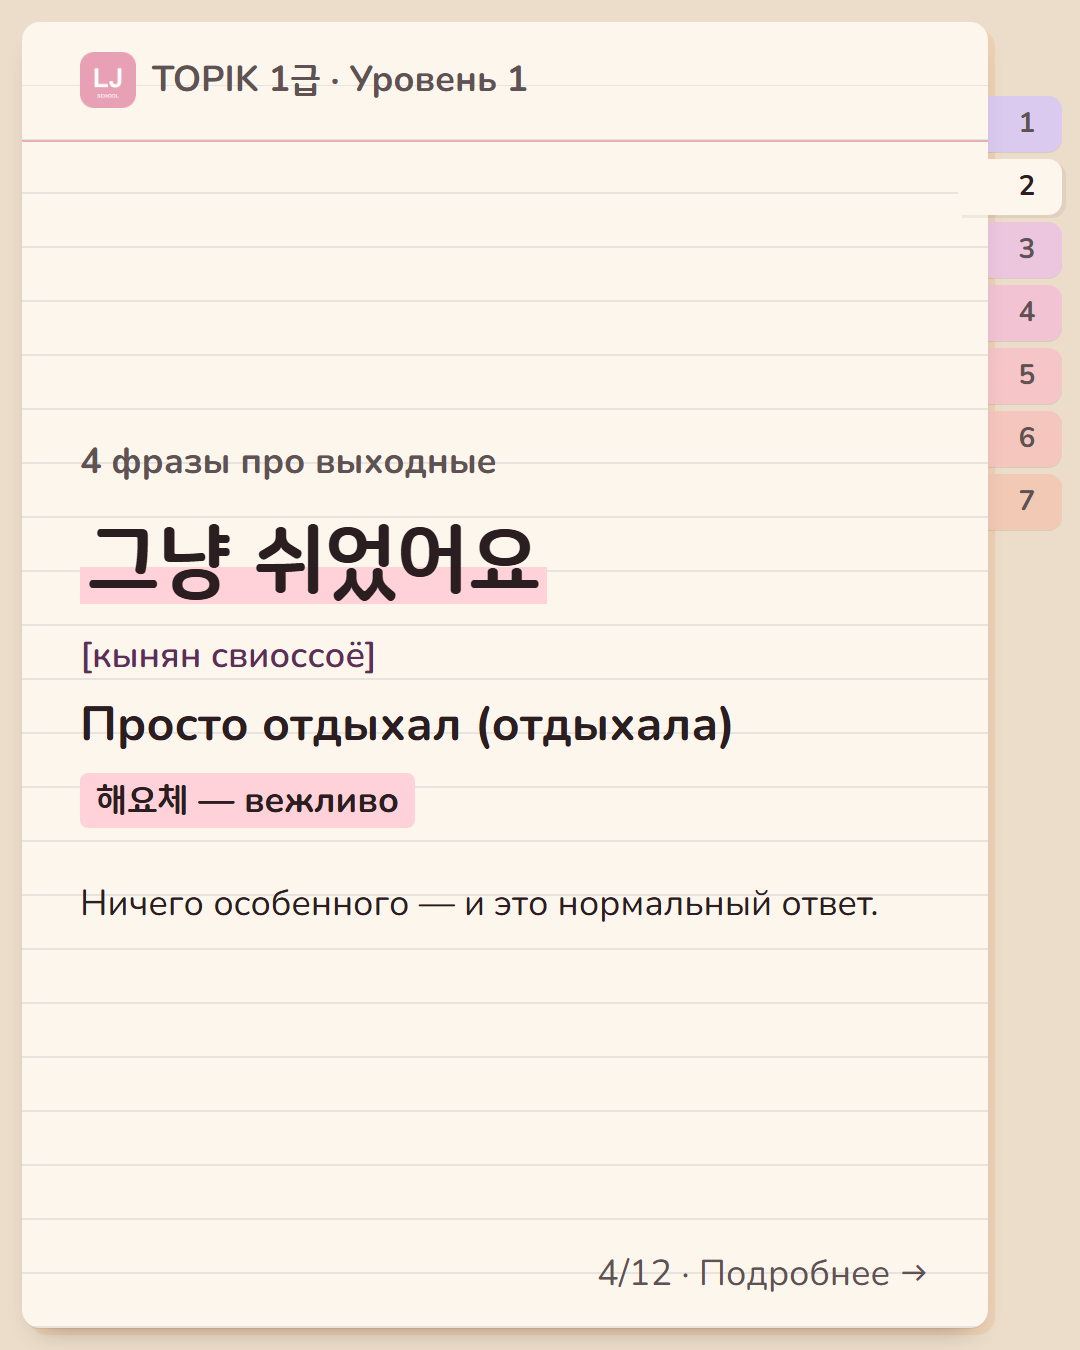 LJ
SCHOOL
TOPIK 1급 · Уровень 1
1
2
3
4
5
6
7
4 фразы про выходные
그냥 쉬었어요
[кынян свиоссоё]
Просто отдыхал (отдыхала)
해요체 — вежливо
Ничего особенного — и это нормальный ответ.
4/12 · Подробнее →